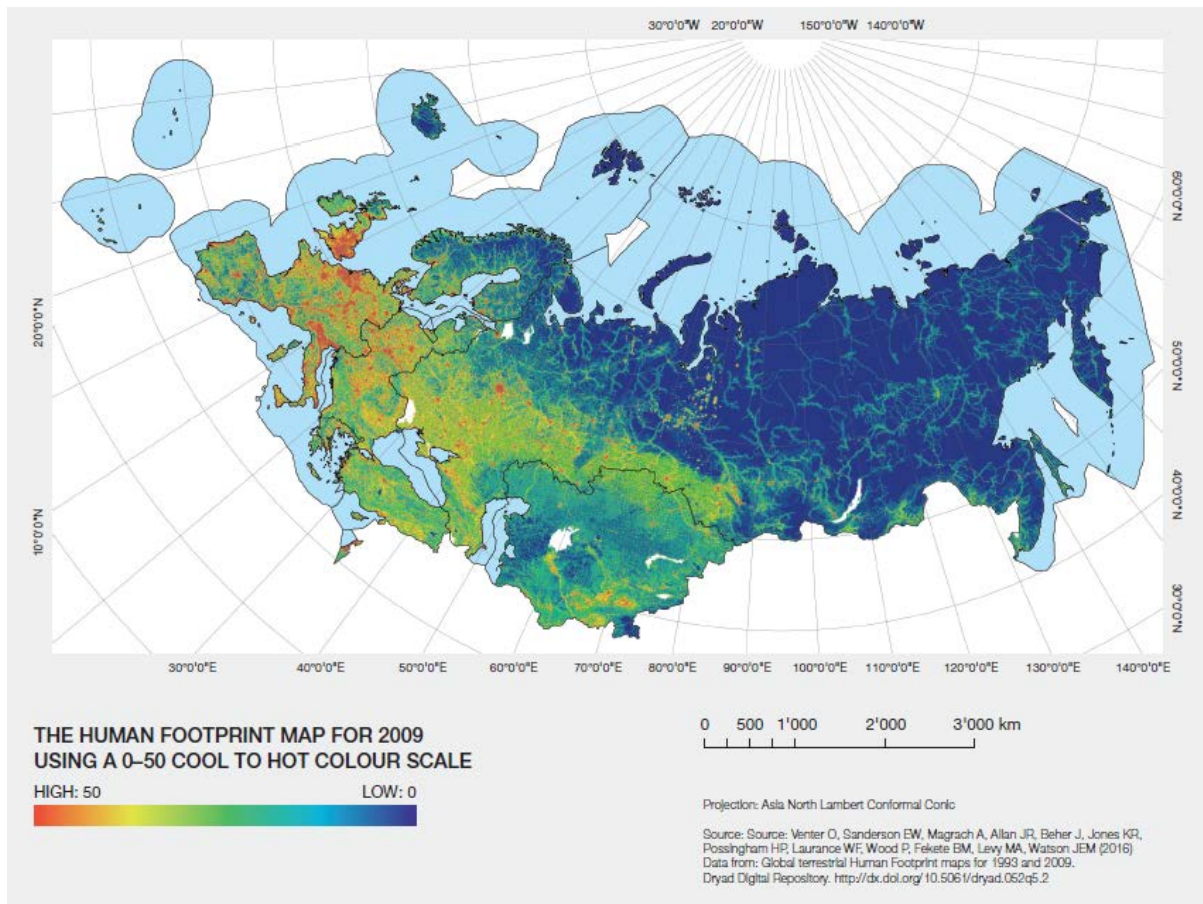 30°0'0"W 20°0'0"W 150°0'0"W 140°0'0"W
60°0'0"N
50°0'0"N
40°0'0"N
30°0'0"N
20°0'0"N
10°0'0"N
30°0'0"E 40°0'0"E 50°0'0"E 60°0'0"E 70°0'0"E 80°0'0"E 90°0'0"E 100°0'0"E 110°0'0"E 120°0'0"E 130°0'0"E 140°0'0"E
THE HUMAN FOOTPRINT MAP FOR 2009
USING A 0–50 COOL TO HOT COLOUR SCALE
HIGH: 50 LOW: 0
0 500 1'000 2'000 3'000 km
Projection: Asia North Lambert Conformal Conic
Source: Source: Venter O, Sanderson EW, Magrach A, Allan JR, Beher J, Jones KR,
Possingham HP, Laurance WF, Wood P, Fekete BM, Levy MA, Watson JEM (2016)
Data from: Global terrestrial Human Footprint maps for 1993 and 2009.
Dryad Digital Repository. http://dx.doi.org/10.5061/dryad.052q5.2